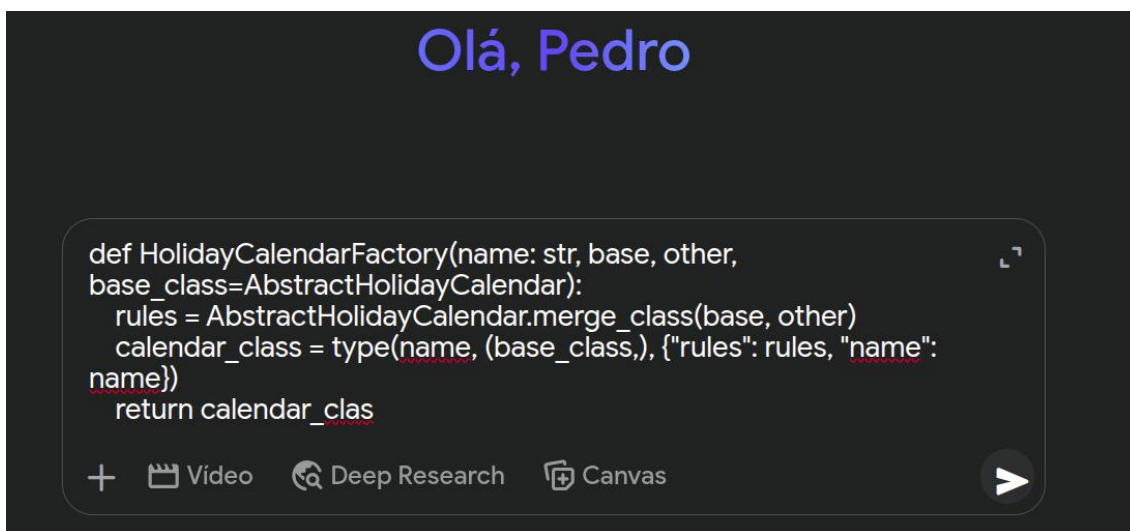 Olá, Pedro
def HolidayCalendarFactory(name: str, base, other,
base_class=AbstractHolidayCalendar):
rules = AbstractHolidayCalendar.merge_class(base, other)
calendar_class = type(name, (base_class,), {"rules": rules, "name":
name})
return calendar_clas
Vídeo Deep Research Canvas